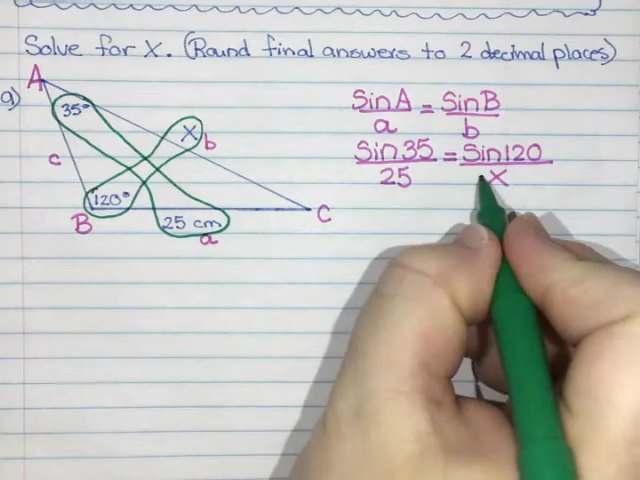 Solve for X. (Round final answers to 2 decimal places)
a)
A
35°
X
b
c
120°
B
25 cm
a
C
Sin A = Sin B
a b
Sin 35 = Sin 120
25 X